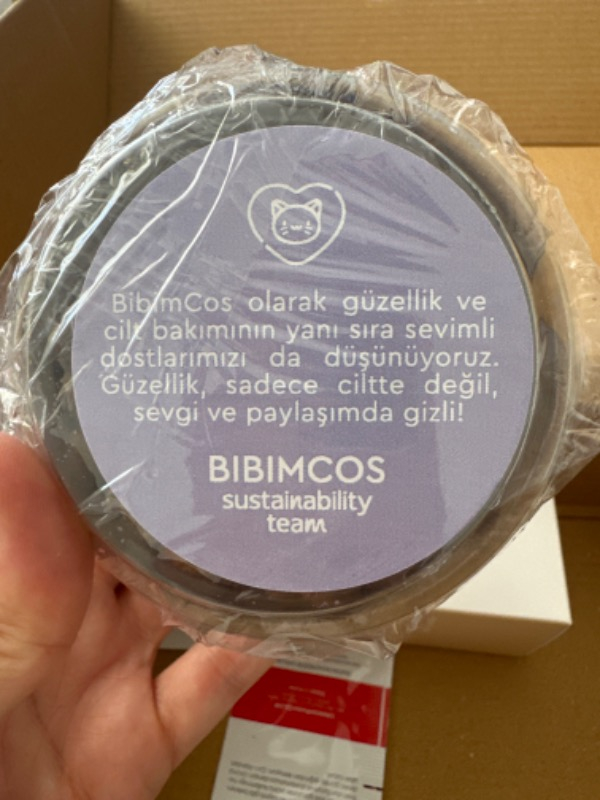 BibimCos olarak güzellik ve
cilt bakımının yanı sıra sevimli
dostlarımızı da düşünüyoruz.
Güzellik, sadece ciltte değil,
sevgi ve paylaşımda gizli!
BIBIMCOS
sustainability
team